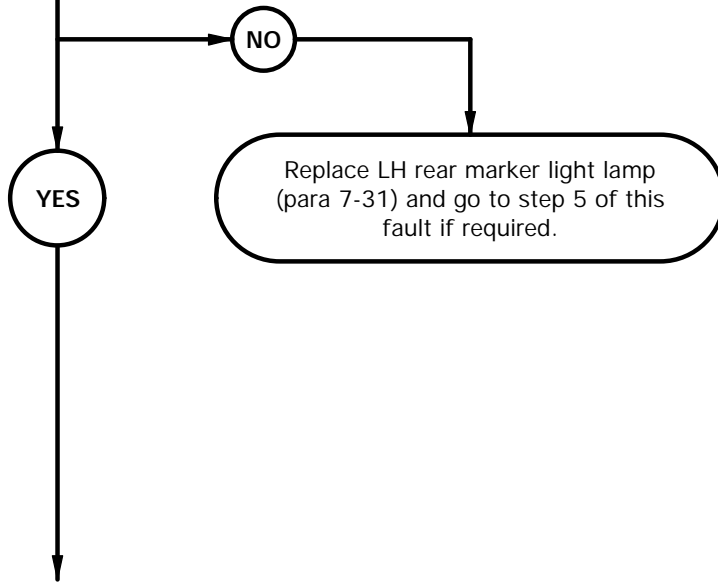 NO
YES
Replace LH rear marker light lamp
(para 7-31) and go to step 5 of this
fault if required.